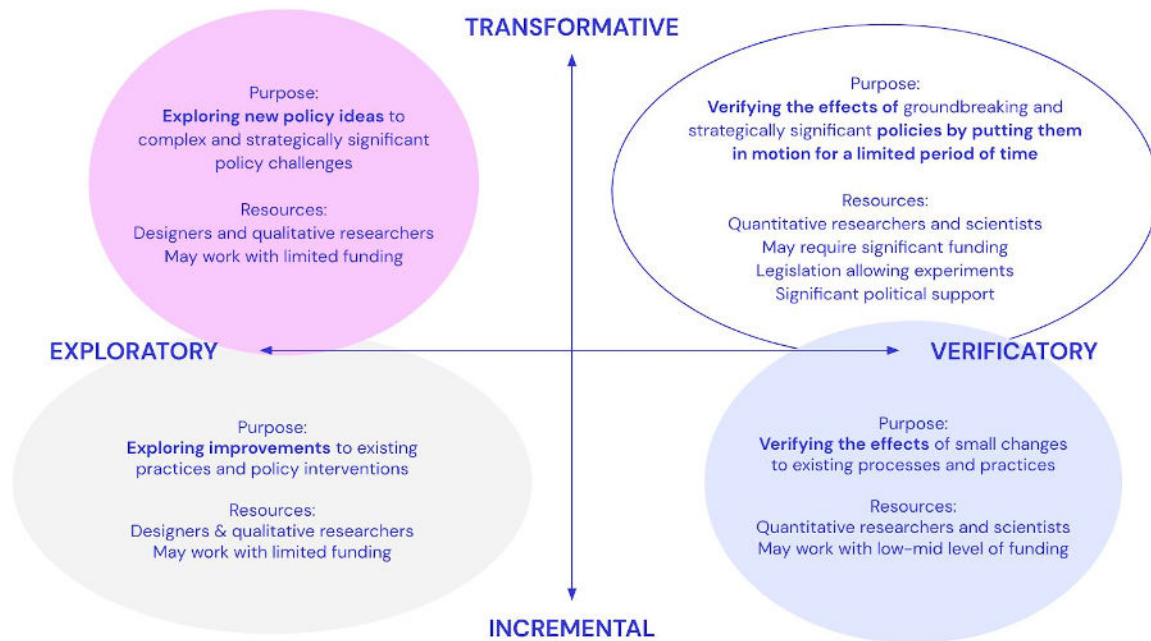 TRANSFORMATIVE
Purpose:
Exploring new policy ideas to
complex and strategically significant
policy challenges
Resources:
Designers and qualitative researchers
May work with limited funding
Purpose:
Verifying the effects of groundbreaking and
strategically significant policies by putting them
in motion for a limited period of time
Resources:
Quantitative researchers and scientists
May require significant funding
Legislation allowing experiments
Significant political support
EXPLORATORY
VERIFICATORY
Purpose:
Exploring improvements to existing
practices and policy interventions
Resources:
Designers & qualitative researchers
May work with limited funding
Purpose:
Verifying the effects of small changes
to existing processes and practices
Resources:
Quantitative researchers and scientists
May work with low-mid level of funding
INCREMENTAL